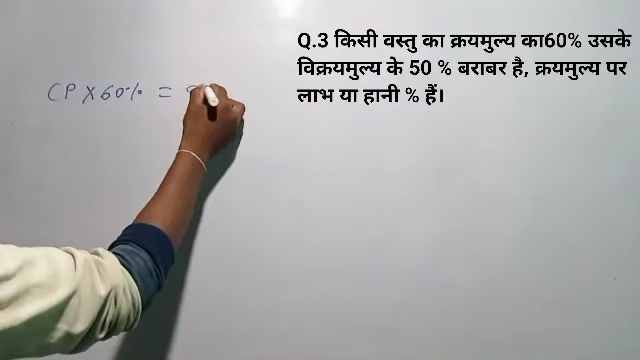 Q.3 किसी वस्तु का क्रयमुल्य का60% उसके
विक्रयमुल्य के 50 % बराबर है, क्रयमुल्य पर
लाभ या हानी % हैं।
CP X 60% =